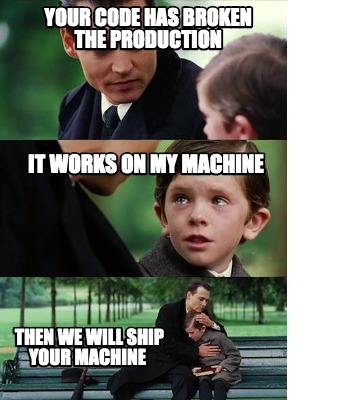 YOUR CODE HAS BROKEN
THE PRODUCTION
IT WORKS ON MY MACHINE
THEN WE WILL SHIP
YOUR MACHINE